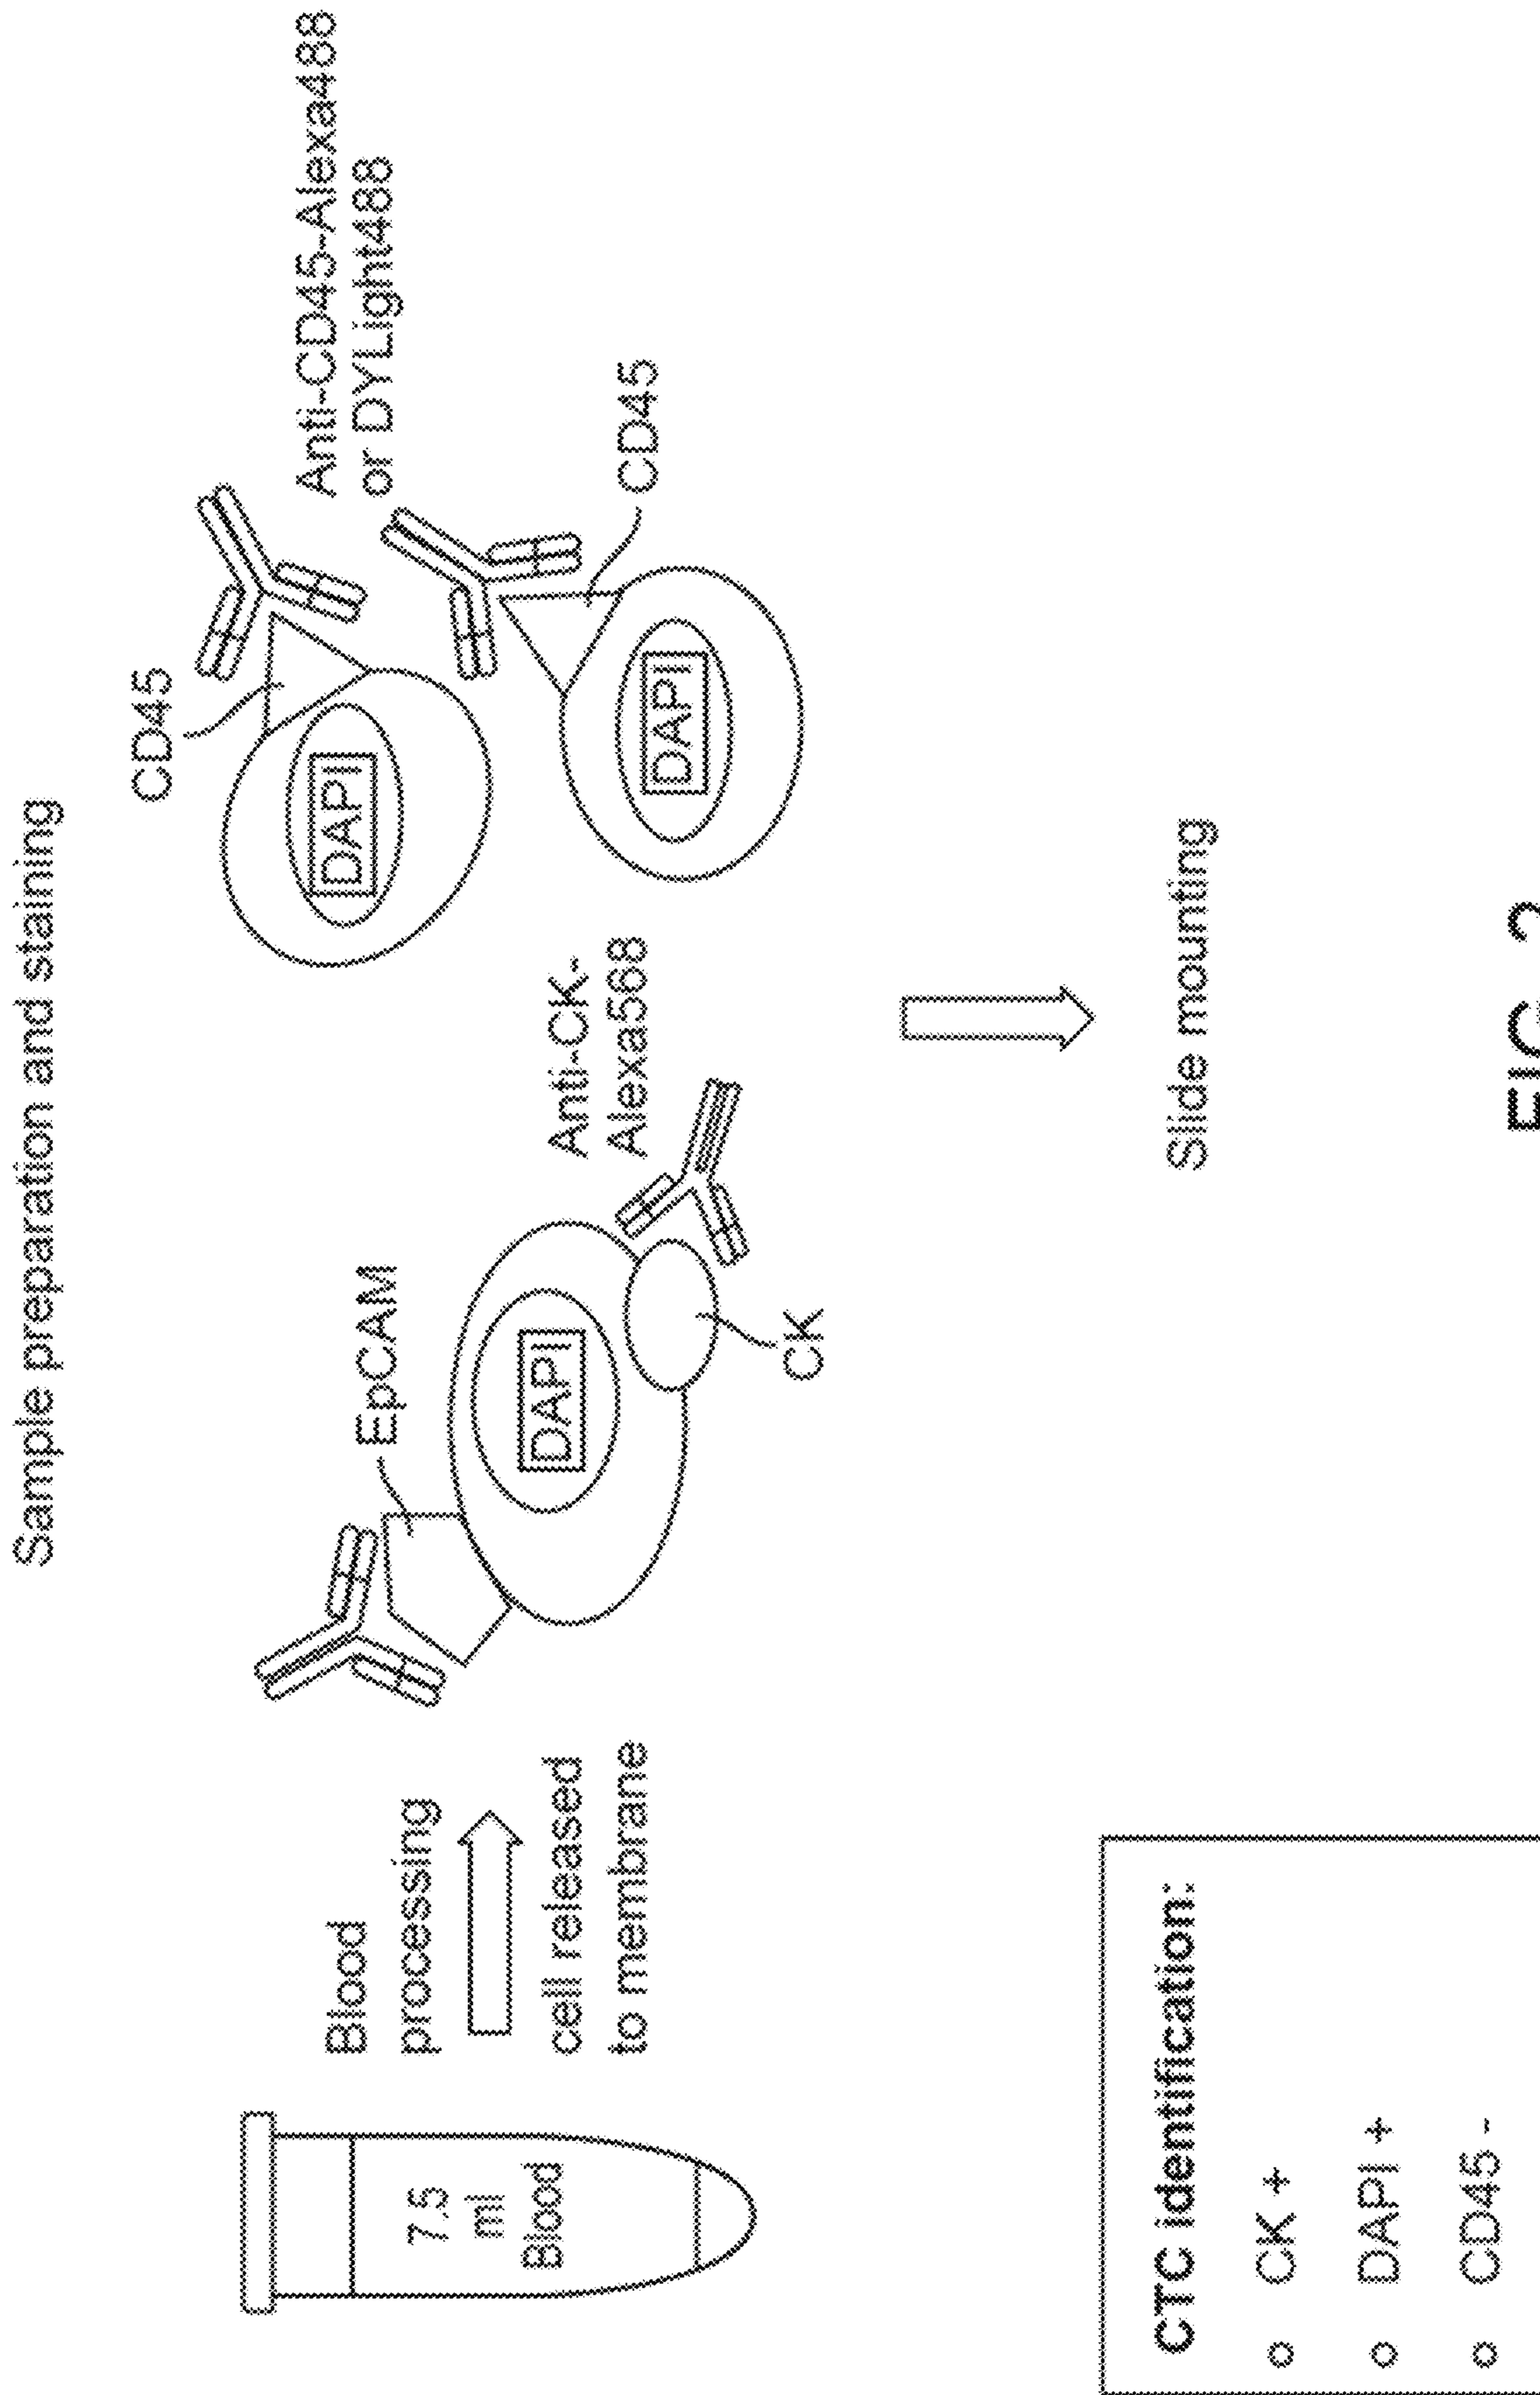 Sample preparation and staining
7.5
ml
Blood
Blood
processing
cell released
to membrane
EpCAM
DAPI
CK
Anti-CK-
Alexa568
CD45
DAPI
Anti-CD45-Alexa488
or DYLight488
CD45
DAPI
Slide mounting
CTC identification:
o CK +
o DAPI +
o CD45 -